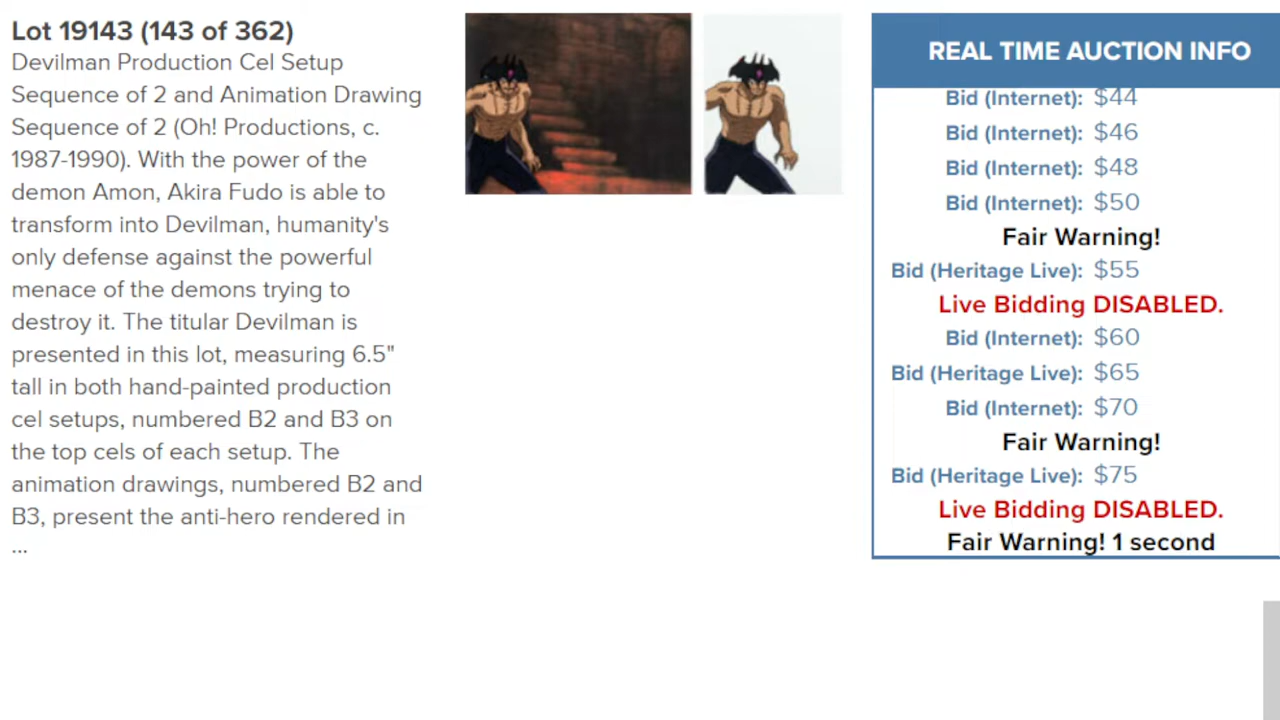 Lot 19143 (143 of 362)
Devilman Production Cel Setup
Sequence of 2 and Animation Drawing
Sequence of 2 (Oh! Productions, c.
1987-1990). With the power of the
demon Amon, Akira Fudo is able to
transform into Devilman, humanity's
only defense against the powerful
menace of the demons trying to
destroy it. The titular Devilman is
presented in this lot, measuring 6.5"
tall in both hand-painted production
cel setups, numbered B2 and B3 on
the top cels of each setup. The
animation drawings, numbered B2 and
B3, present the anti-hero rendered in
...
REAL TIME AUCTION INFO
Bid (Internet): $44
Bid (Internet): $46
Bid (Internet): $48
Bid (Internet): $50
Fair Warning!
Bid (Heritage Live): $55
Live Bidding DISABLED.
Bid (Internet): $60
Bid (Heritage Live): $65
Bid (Internet): $70
Fair Warning!
Bid (Heritage Live): $75
Live Bidding DISABLED.
Fair Warning! 1 second